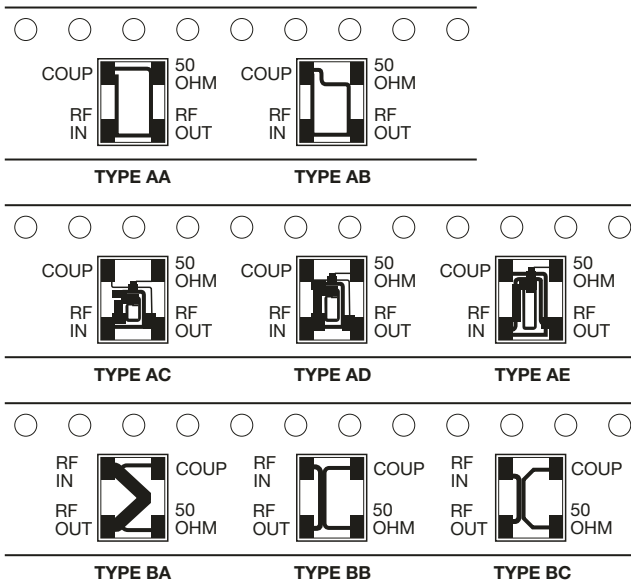 COUP 50 OHM RF IN RF OUT
COUP 50 OHM RF IN RF OUT
TYPE AA TYPE AB
COUP 50 OHM RF IN RF OUT
COUP 50 OHM RF IN RF OUT
COUP 50 OHM RF IN RF OUT
TYPE AC TYPE AD TYPE AE
RF IN COUP RF OUT 50 OHM
RF IN COUP RF OUT 50 OHM
RF IN COUP RF OUT 50 OHM
TYPE BA TYPE BB TYPE BC